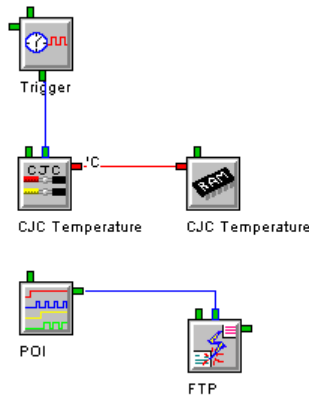 Trigger
CJC
'C
RAM
CJC Temperature
CJC Temperature
POI
FTP